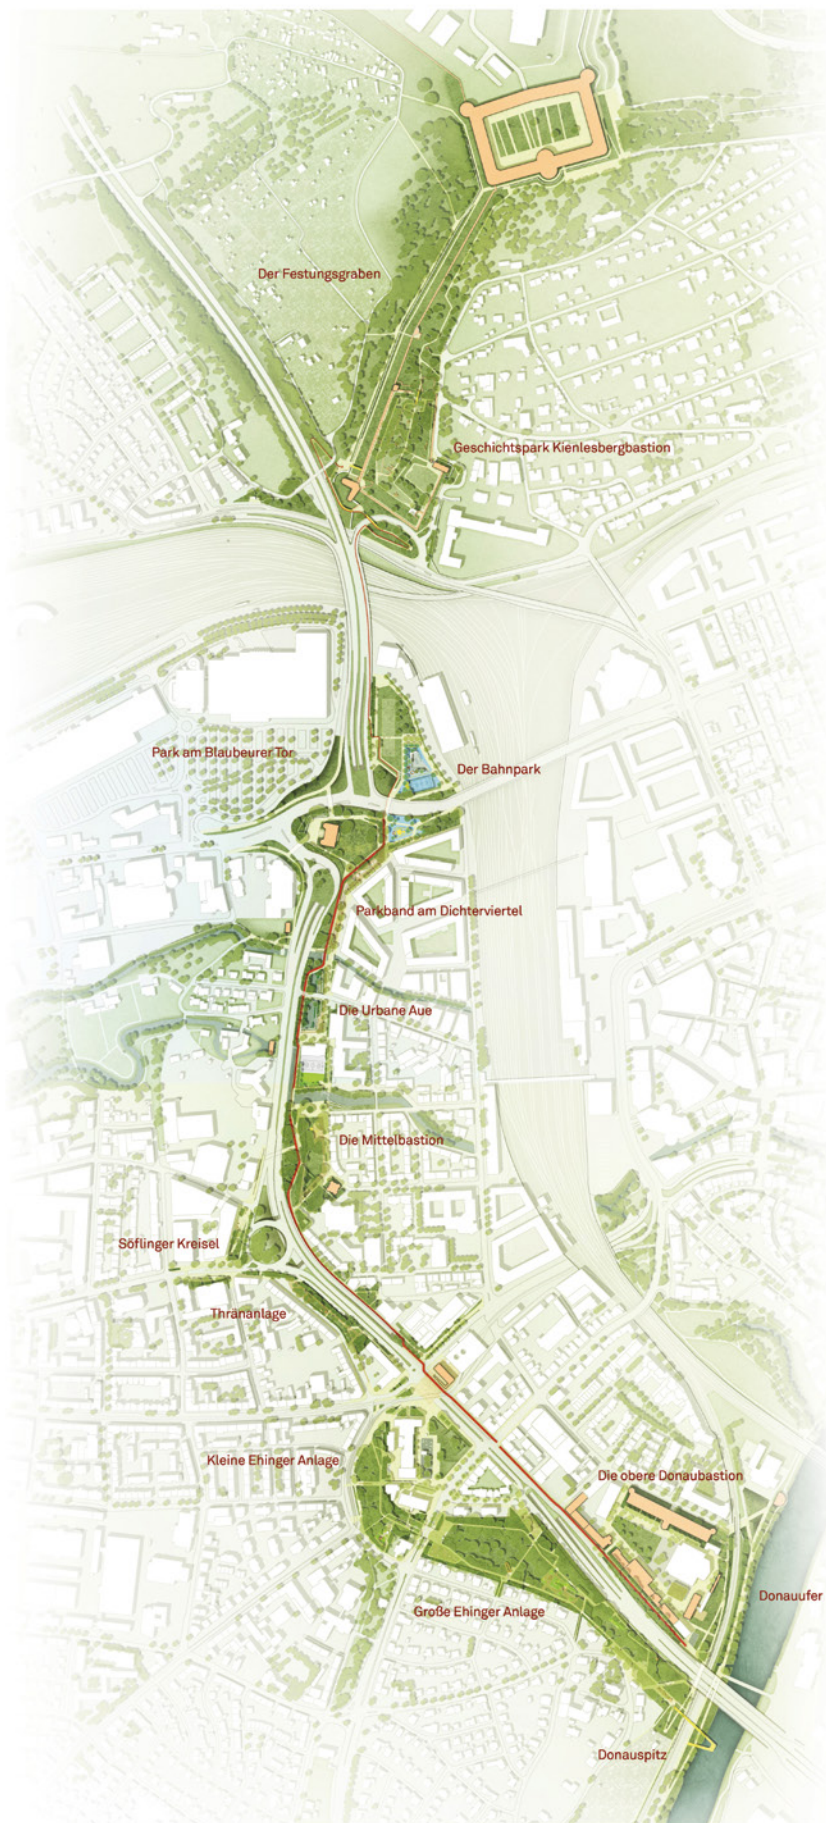 Der Festungsgraben
Geschichtspark Kienlesbergbastion
Park am Blaubeurer Tor
Der Bahnpark
Parkband am Dichterviertel
Die Urbane Aue
Die Mittelbastion
Söflinger Kreisel
Thränanlage
Kleine Ehinger Anlage
Die obere Donaubastion
Donauufer
Große Ehinger Anlage
Donauspitz